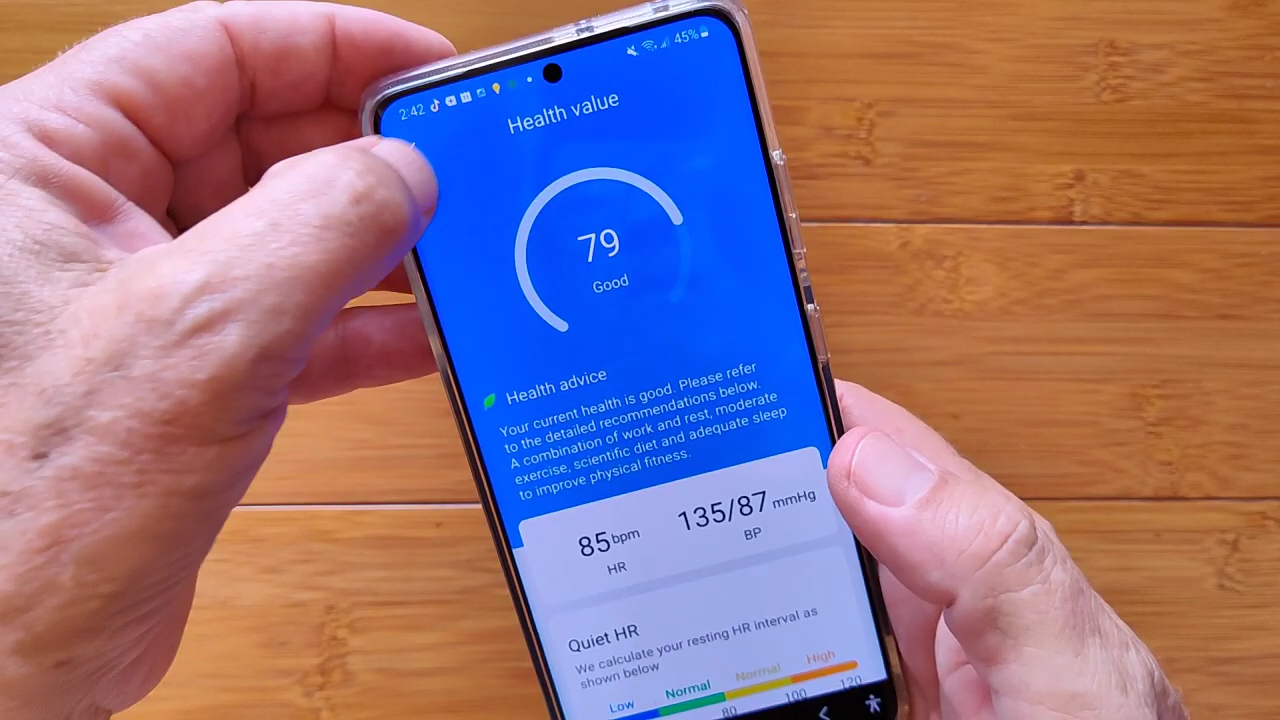 2:42
45%
Health value
79
Good
Health advice
Your current health is good. Please refer
to the detailed recommendations below.
A combination of work and rest, moderate
exercise, scientific diet and adequate sleep
to improve physical fitness.
85 bpm
135/87 mmHg
HR
BP
Quiet HR
We calculate your resting HR interval as
shown below
Low
Normal
Normal
High
80
100
120